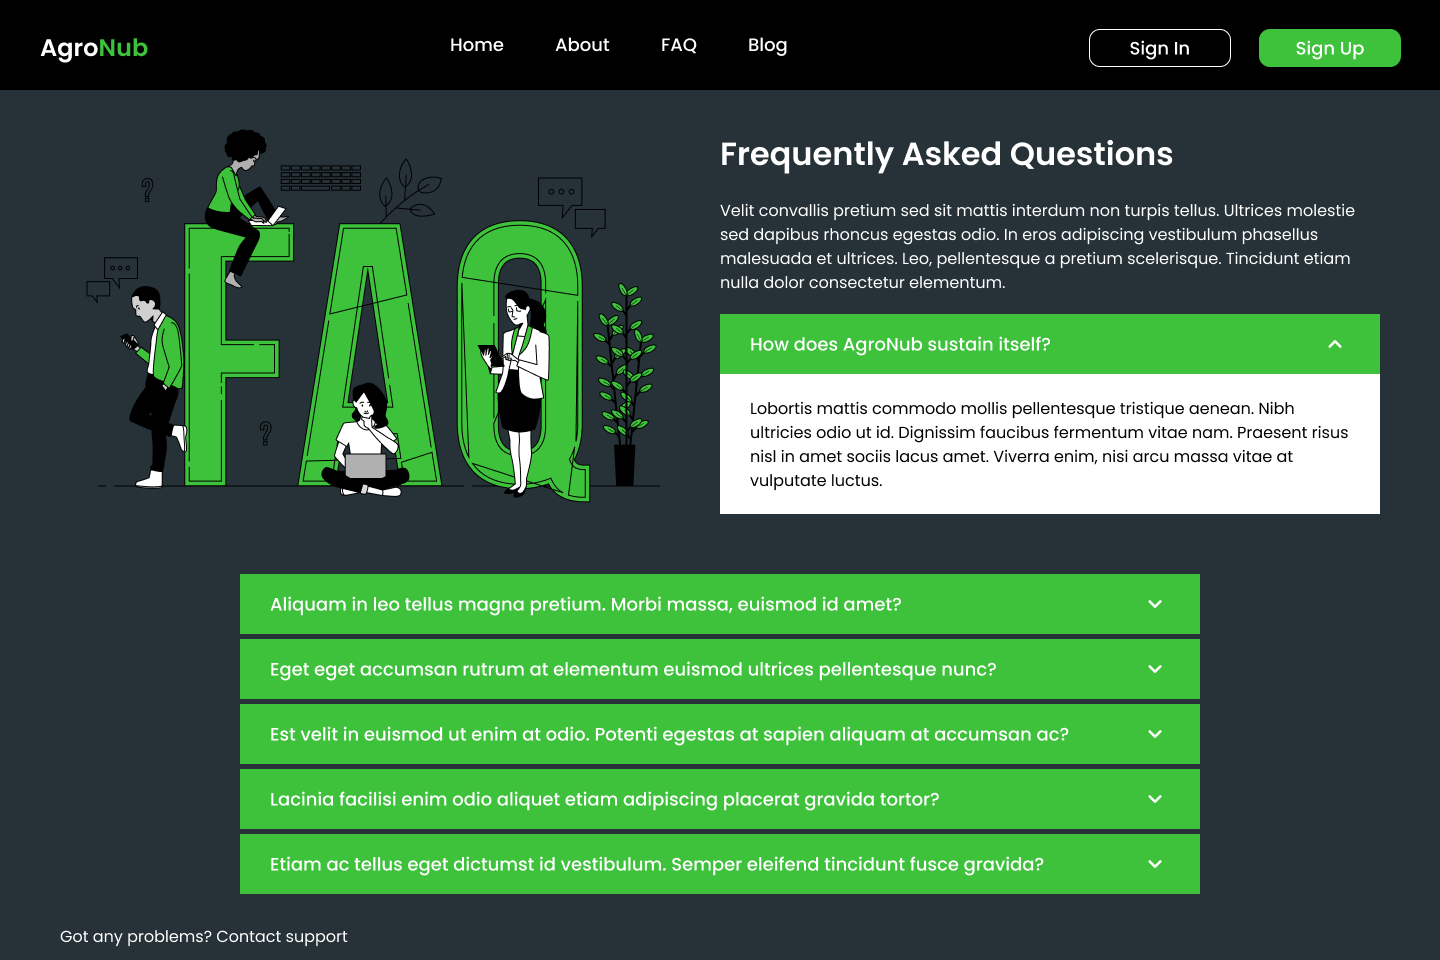 AgroNub
Home
About
FAQ
Blog
Sign In
Sign Up
FAQ
Frequently Asked Questions
Velit convallis pretium sed sit mattis interdum non turpis tellus. Ultrices molestie
sed dapibus rhoncus egestas odio. In eros adipiscing vestibulum phasellus
malesuada et ultrices. Leo, pellentesque a pretium scelerisque. Tincidunt etiam
nulla dolor consectetur elementum.
How does AgroNub sustain itself?
Lobortis mattis commodo mollis pellentesque tristique aenean. Nibh
ultricies odio ut id. Dignissim faucibus fermentum vitae nam. Praesent risus
nisl in amet sociis lacus amet. Viverra enim, nisi arcu massa vitae at
vulputate luctus.
Aliquam in leo tellus magna pretium. Morbi massa, euismod id amet?
Eget eget accumsan rutrum at elementum euismod ultrices pellentesque nunc?
Est velit in euismod ut enim at odio. Potenti egestas at sapien aliquam at accumsan ac?
Lacinia facilisi enim odio aliquet etiam adipiscing placerat gravida tortor?
Etiam ac tellus eget dictumst id vestibulum. Semper eleifend tincidunt fusce gravida?
Got any problems? Contact support